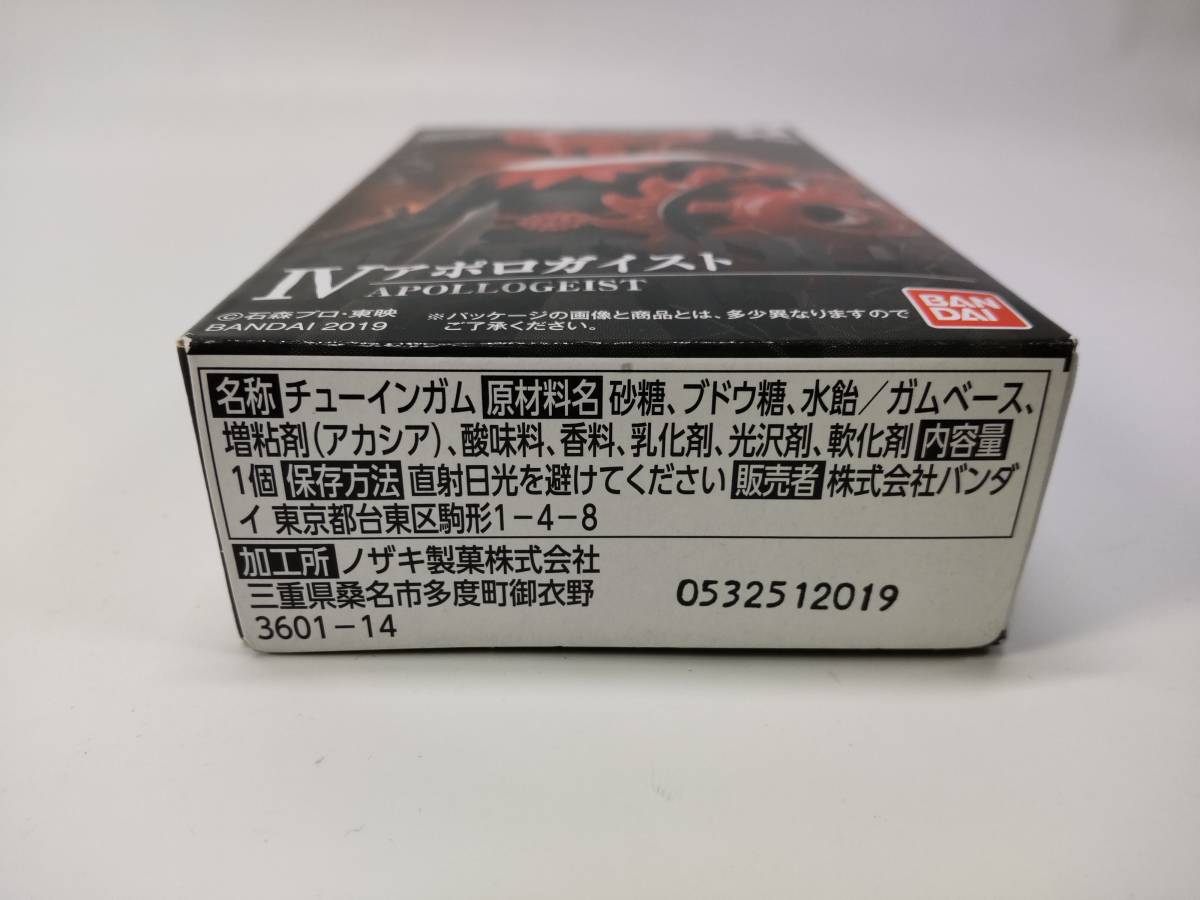 IV アポロガイスト
APOLLOGEIST
©石森プロ・東映
BANDAI 2019
※パッケージの画像と商品とは、多少異なりますので
ご了承ください。
BAN
DAI
名称 チューインガム 原材料名 砂糖、ブドウ糖、水飴／ガムベース、
増粘剤(アカシア)、酸味料、香料、乳化剤、光沢剤、軟化剤 内容量
1個 保存方法 直射日光を避けてください 販売者 株式会社バンダ
イ 東京都台東区駒形1-4-8
加工所 ノザキ製菓株式会社
三重県桑名市多度町御衣野
3601-14
0532512019